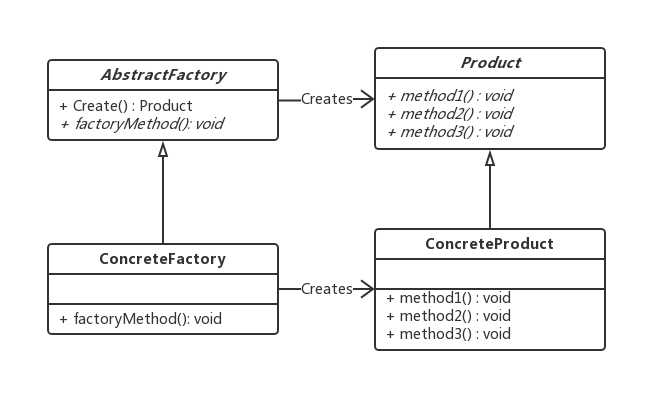 AbstractFactory
+ Create() : Product
+ factoryMethod(): void
Creates
Product
+ method1() : void
+ method2() : void
+ method3() : void
ConcreteFactory
+ factoryMethod(): void
Creates
ConcreteProduct
+ method1() : void
+ method2() : void
+ method3() : void